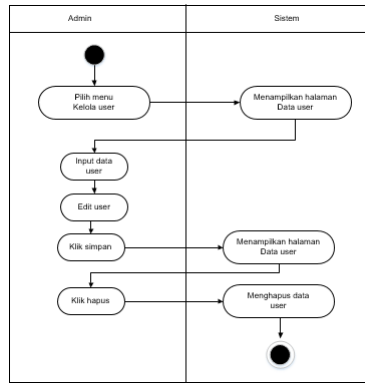 Admin
Sistem
Pilih menu
Kelola user
Menampilkan halaman
Data user
Input data
user
Edit user
Klik simpan
Menampilkan halaman
Data user
Klik hapus
Menghapus data
user